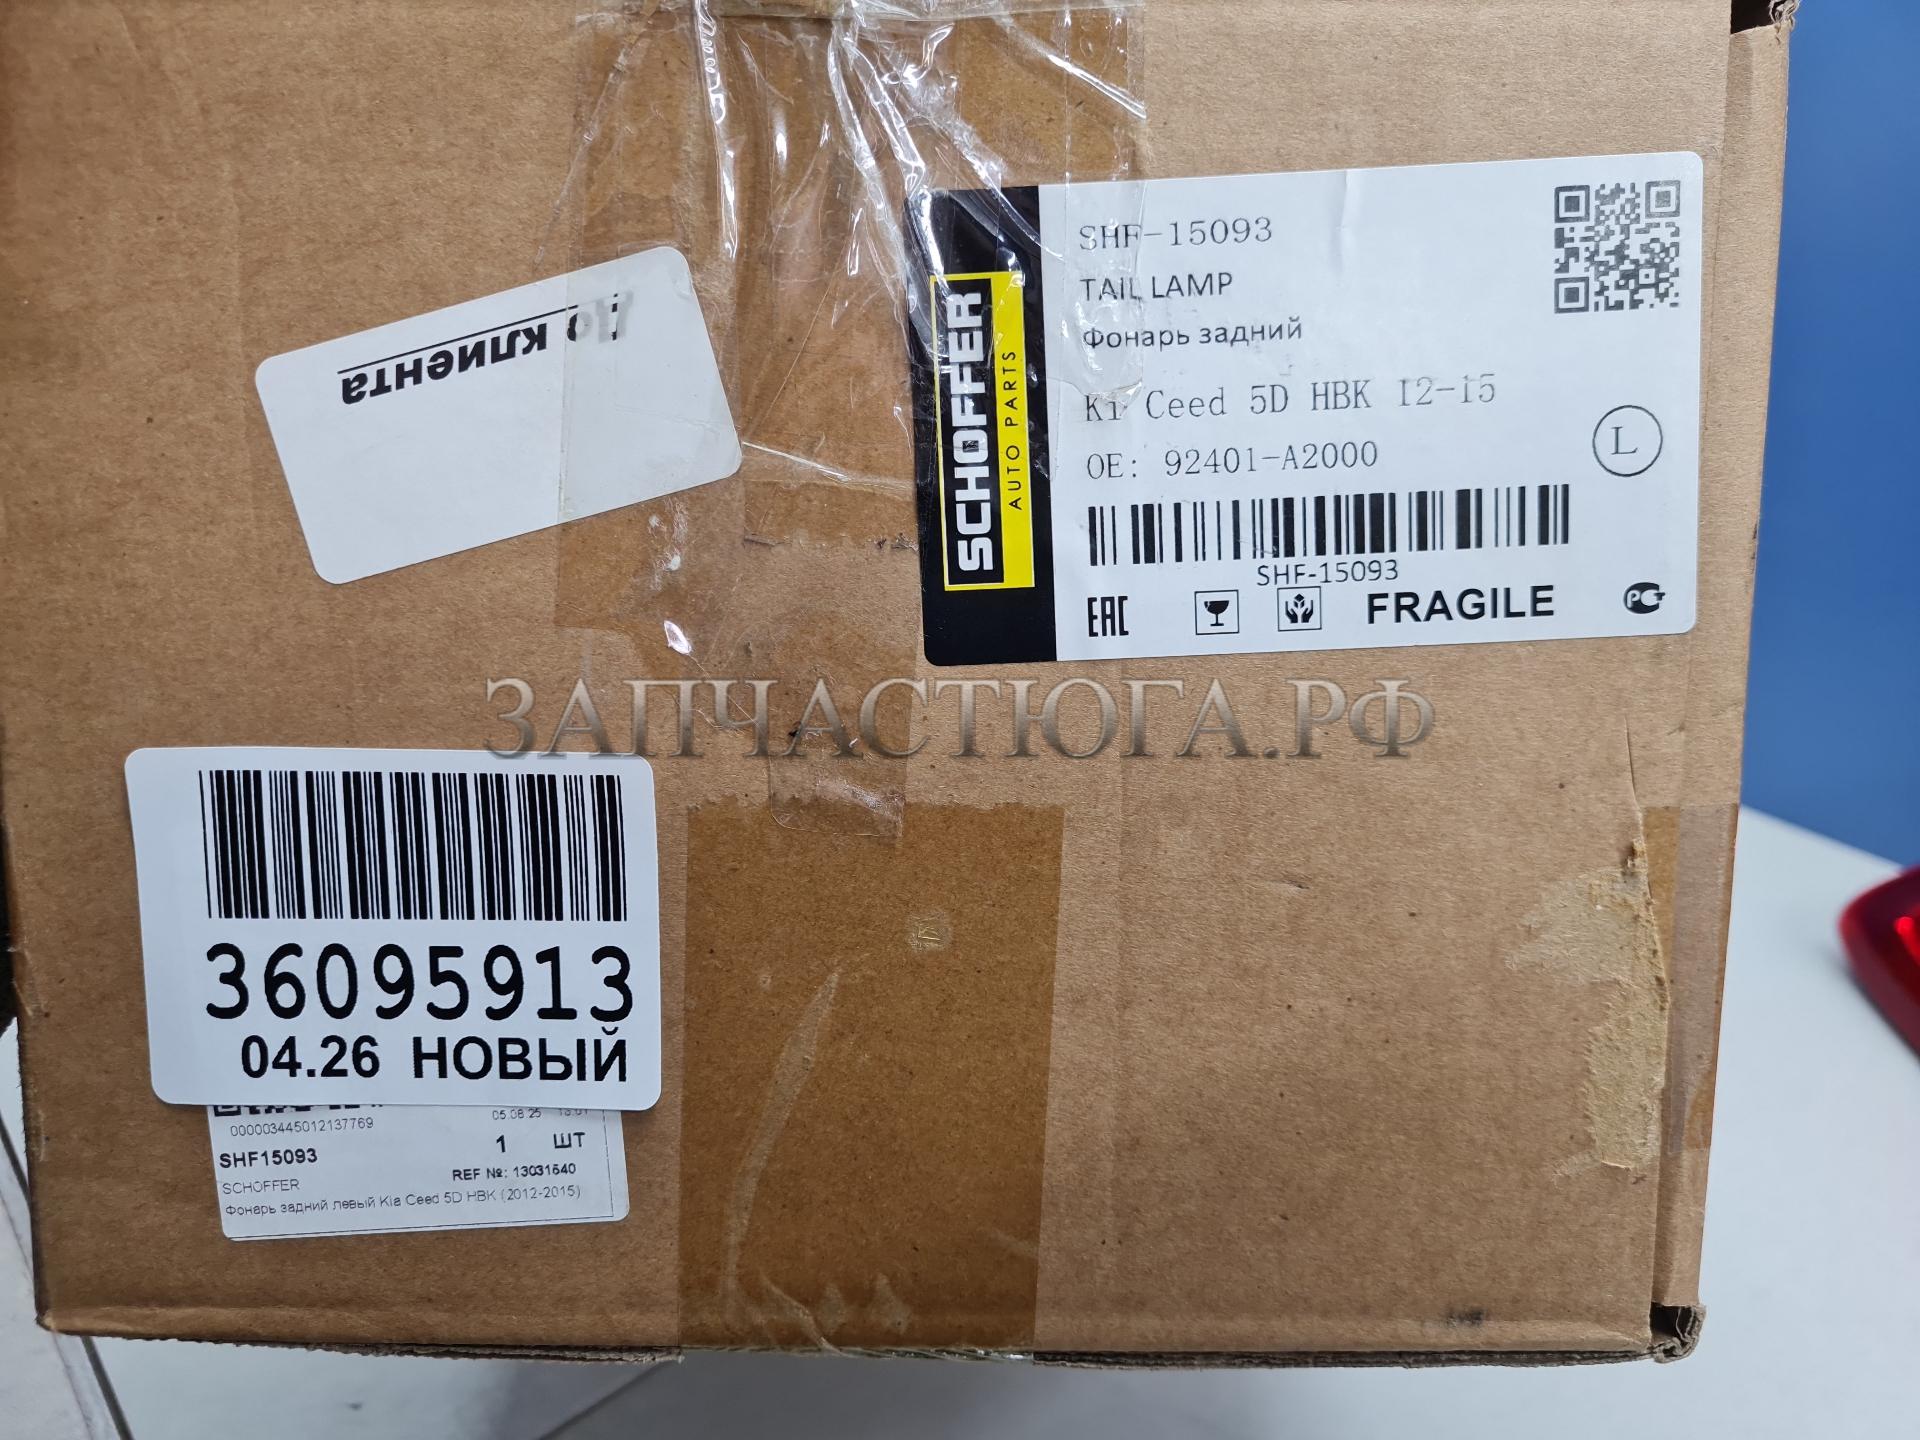 SHF-15093
TAIL LAMP
Фонарь задний
Ki Ceed 5D HBK 12-15
OE: 92401-A2000
L
SHF-15093
EAC
FRAGILE
PCT
SCHOFFER
AUTO PARTS
До клиента
ЗАПЧАСТЮГА.РФ
36095913
04.26 НОВЫЙ
05.08.25
000003445012137769
SHF15093
1 ШТ
REF №: 13031540
SCHOFFER
Фонарь задний левый Kia Ceed 5D HBK (2012-2015)